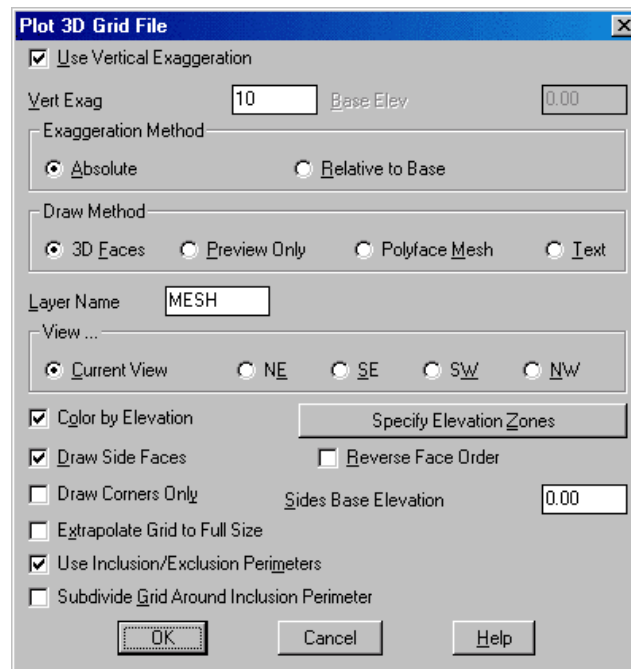 Plot 3D Grid File
Use Vertical Exaggeration
Vert Exag 10 Base Elev 0.00
Exaggeration Method
Absolute Relative to Base
Draw Method
3D Faces Preview Only Polyface Mesh Text
Layer Name MESH
View ...
Current View NE SE SW NW
Color by Elevation Specify Elevation Zones
Draw Side Faces Reverse Face Order
Draw Corners Only Sides Base Elevation 0.00
Extrapolate Grid to Full Size
Use Inclusion/Exclusion Perimeters
Subdivide Grid Around Inclusion Perimeter
OK Cancel Help